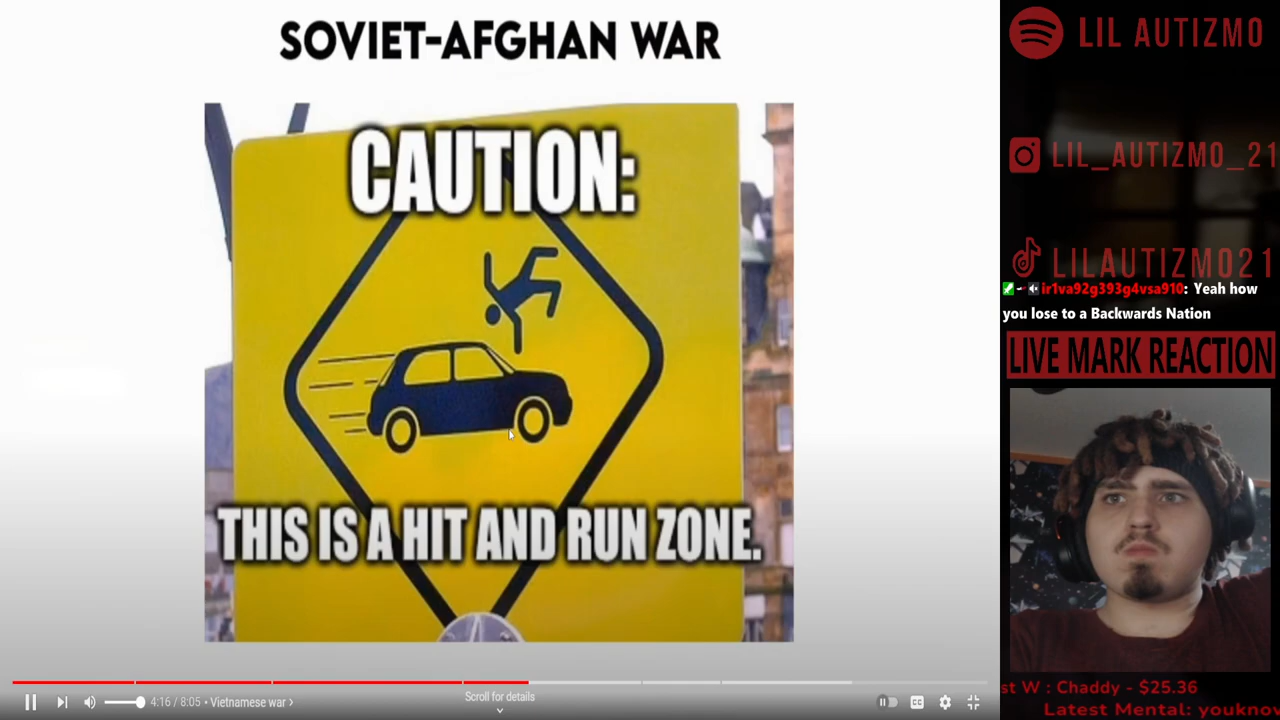 SOVIET-AFGHAN WAR
CAUTION:
THIS IS A HIT AND RUN ZONE.
4:16 / 8:05 • Vietnamese war ›
Scroll for details
CC
LIL AUTIZMO
LIL_AUTIZMO_21
LILAUTIZMO21
ir1va92g393g4vsa910: Yeah how
you lose to a Backwards Nation
LIVE MARK REACTION
st W : Chaddy - $25.36
Latest Mental: youknov